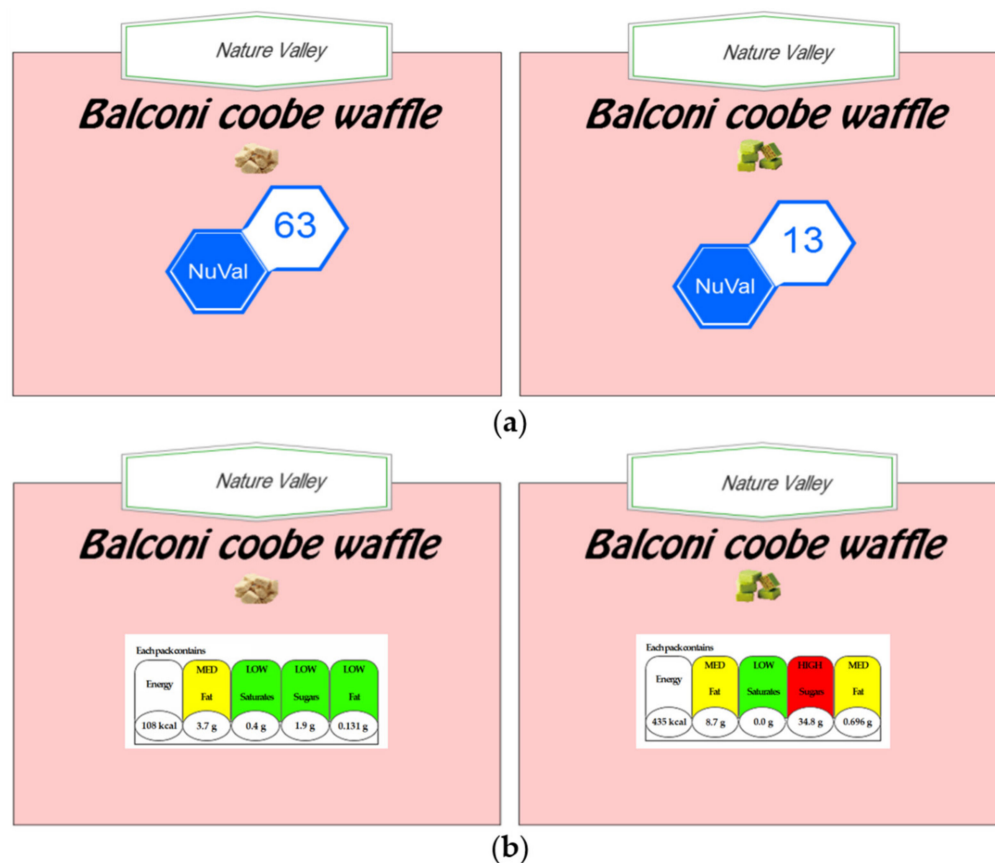 Nature Valley
Balconi coobe waffle
63
NuVal
Nature Valley
Balconi coobe waffle
13
NuVal
(a)
Nature Valley
Balconi coobe waffle
Each pack contains
MED LOW LOW LOW
Energy Fat Saturates Sugars Fat
108 kcal 3.7 g 0.4 g 1.9 g 0.131 g
Nature Valley
Balconi coobe waffle
Each pack contains
MED LOW HIGH MED
Energy Fat Saturates Sugars Fat
435 kcal 8.7 g 0.0 g 34.8 g 0.696 g
(b)